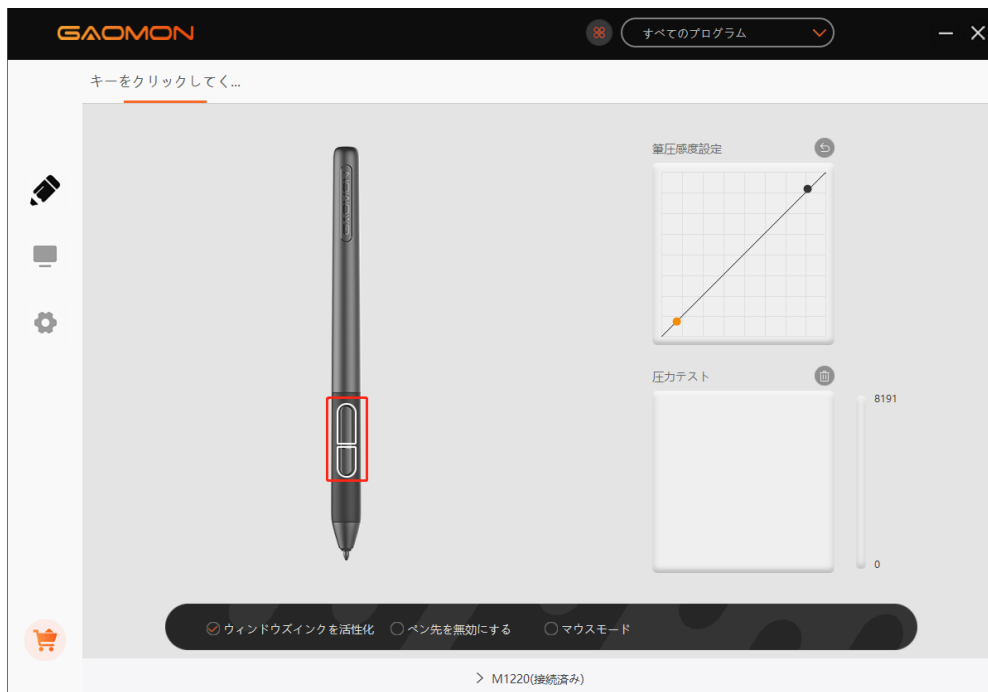 GAOMON
すべてのプログラム
キーをクリックしてく...
筆圧感度設定
GAOMON
圧力テスト
8191
0
ウィンドウズインクを活性化
ペン先を無効にする
マウスモード
M1220(接続済み)